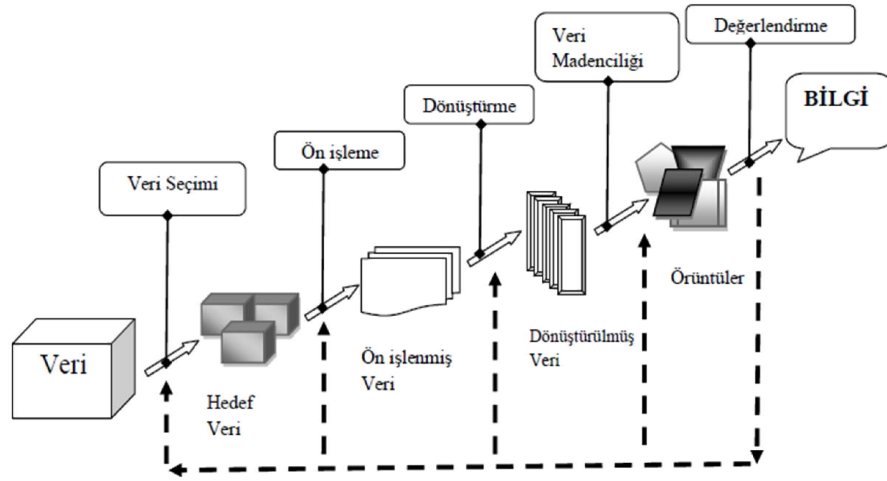 Değerlendirme
Veri
Madenciliği
BİLGİ
Dönüştürme
Ön işleme
Veri Seçimi
Örüntüler
Dönüştürülmüş
Veri
Ön işlenmiş
Veri
Veri
Hedef
Veri